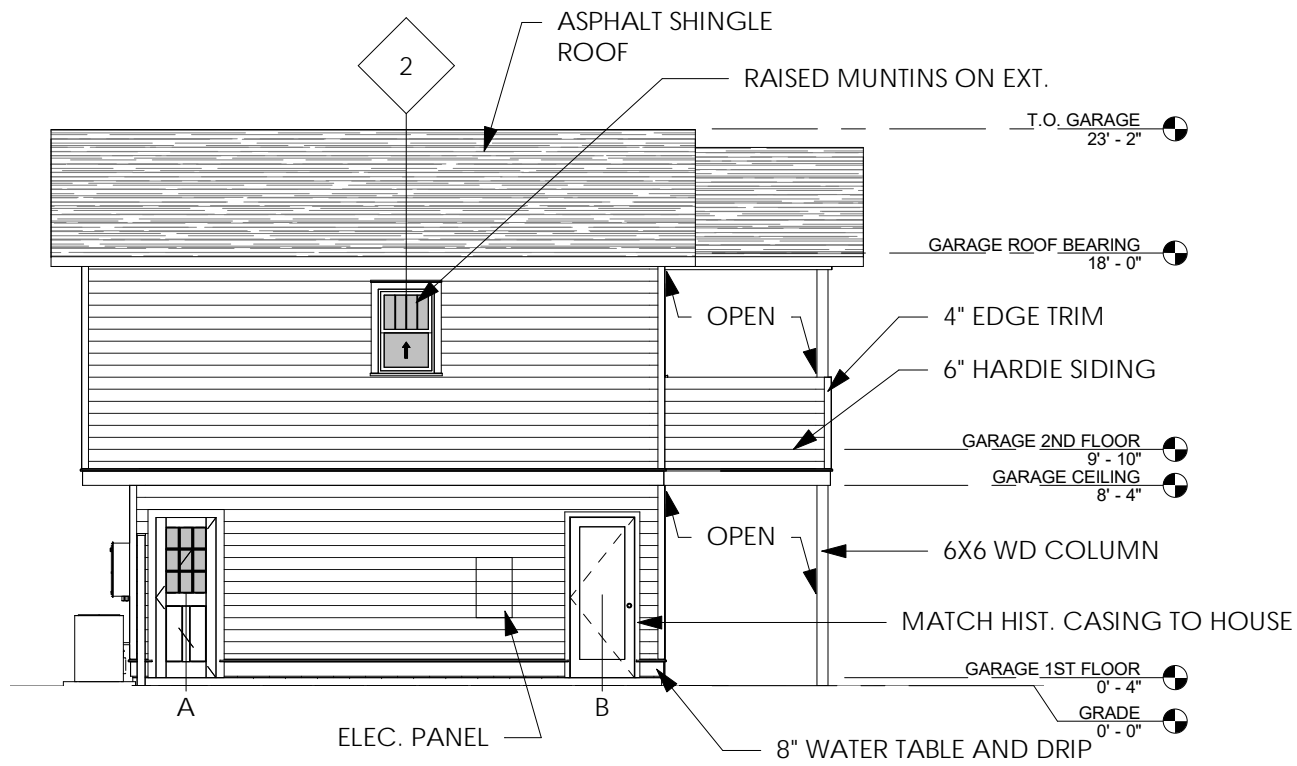 ASPHALT SHINGLE
ROOF
2
RAISED MUNTINS ON EXT.
T.O. GARAGE
23' - 2"
GARAGE ROOF BEARING
18' - 0"
OPEN
4" EDGE TRIM
6" HARDIE SIDING
GARAGE 2ND FLOOR
9' - 10"
GARAGE CEILING
8' - 4"
OPEN
6X6 WD COLUMN
MATCH HIST. CASING TO HOUSE
GARAGE 1ST FLOOR
0' - 4"
A
B
GRADE
0' - 0"
ELEC. PANEL
8" WATER TABLE AND DRIP